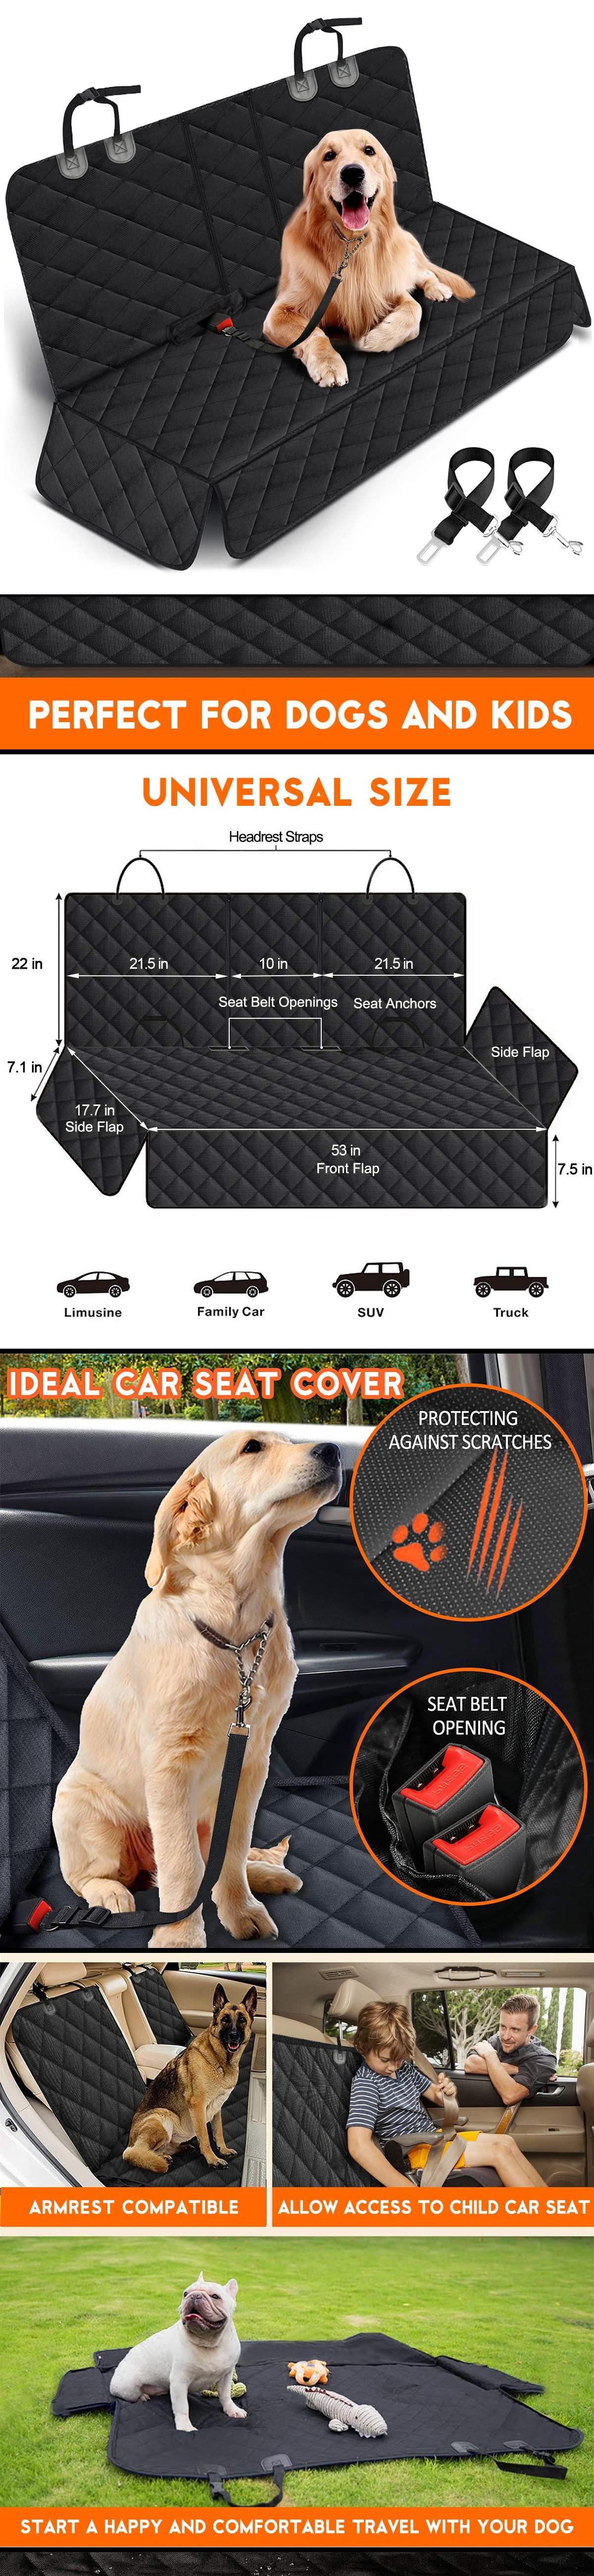 PERFECT FOR DOGS AND KIDS
UNIVERSAL SIZE
Headrest Straps
22 in
21.5 in
10 in
21.5 in
Seat Belt Openings
Seat Anchors
Side Flap
7.1 in
17.7 in
Side Flap
53 in
Front Flap
7.5 in
Limusine
Family Car
SUV
Truck
IDEAL CAR SEAT COVER
PROTECTING
AGAINST SCRATCHES
SEAT BELT
OPENING
ARMREST COMPATIBLE
ALLOW ACCESS TO CHILD CAR SEAT
START A HAPPY AND COMFORTABLE TRAVEL WITH YOUR DOG